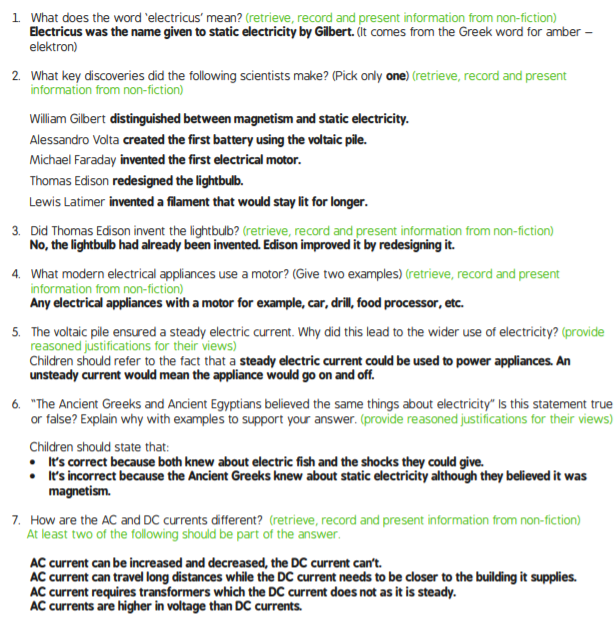 1. What does the word 'electricus' mean? (retrieve, record and present information from non-fiction)
Electricus was the name given to static electricity by Gilbert. (It comes from the Greek word for amber –
elektron)
2. What key discoveries did the following scientists make? (Pick only one) (retrieve, record and present
information from non-fiction)
William Gilbert distinguished between magnetism and static electricity.
Alessandro Volta created the first battery using the voltaic pile.
Michael Faraday invented the first electrical motor.
Thomas Edison redesigned the lightbulb.
Lewis Latimer invented a filament that would stay lit for longer.
3. Did Thomas Edison invent the lightbulb? (retrieve, record and present information from non-fiction)
No, the lightbulb had already been invented. Edison improved it by redesigning it.
4. What modern electrical appliances use a motor? (Give two examples) (retrieve, record and present
information from non-fiction)
Any electrical appliances with a motor for example, car, drill, food processor, etc.
5. The voltaic pile ensured a steady electric current. Why did this lead to the wider use of electricity? (provide
reasoned justifications for their views)
Children should refer to the fact that a steady electric current could be used to power appliances. An
unsteady current would mean the appliance would go on and off.
6. "The Ancient Greeks and Ancient Egyptians believed the same things about electricity" Is this statement true
or false? Explain why with examples to support your answer. (provide reasoned justifications for their views)
Children should state that:
• It's correct because both knew about electric fish and the shocks they could give.
• It's incorrect because the Ancient Greeks knew about static electricity although they believed it was
magnetism.
7. How are the AC and DC currents different? (retrieve, record and present information from non-fiction)
At least two of the following should be part of the answer.
AC current can be increased and decreased, the DC current can't.
AC current can travel long distances while the DC current needs to be closer to the building it supplies.
AC current requires transformers which the DC current does not as it is steady.
AC currents are higher in voltage than DC currents.